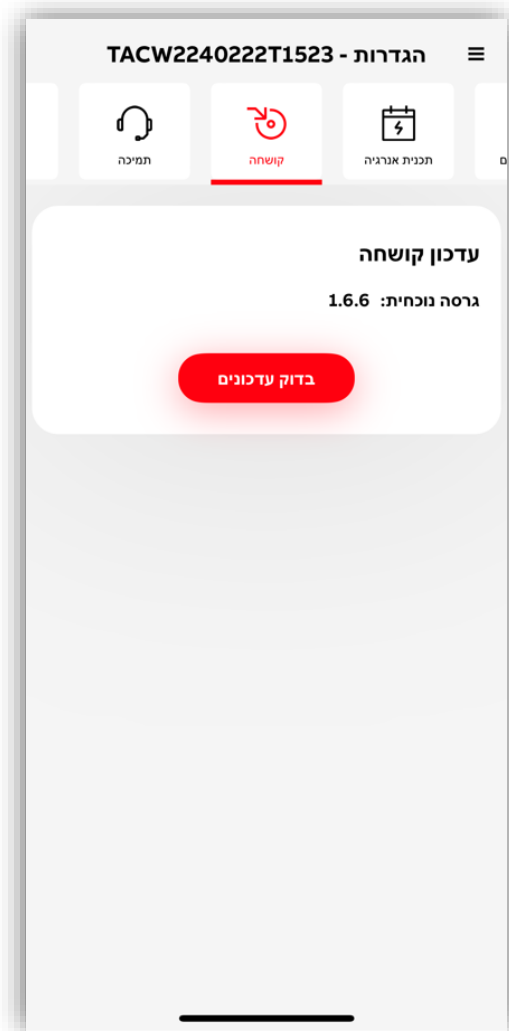 הגדרות - TACW2240222T1523
ם
תכנית אנרגיה
קושחה
תמיכה
עדכון קושחה
גרסה נוכחית: 1.6.6
בדוק עדכונים